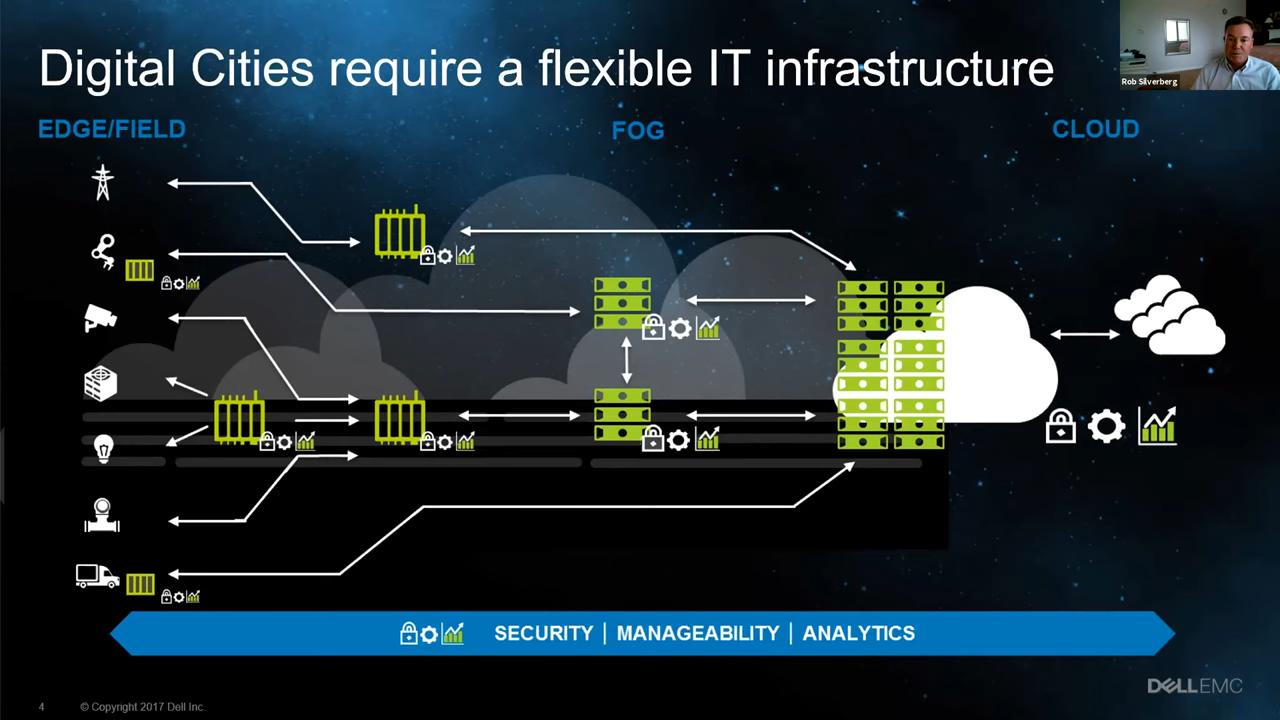 Digital Cities require a flexible IT infrastructure
Rob Silverberg
EDGE/FIELD
FOG
CLOUD
SECURITY | MANAGEABILITY | ANALYTICS
DELLEMC
4
© Copyright 2017 Dell Inc.